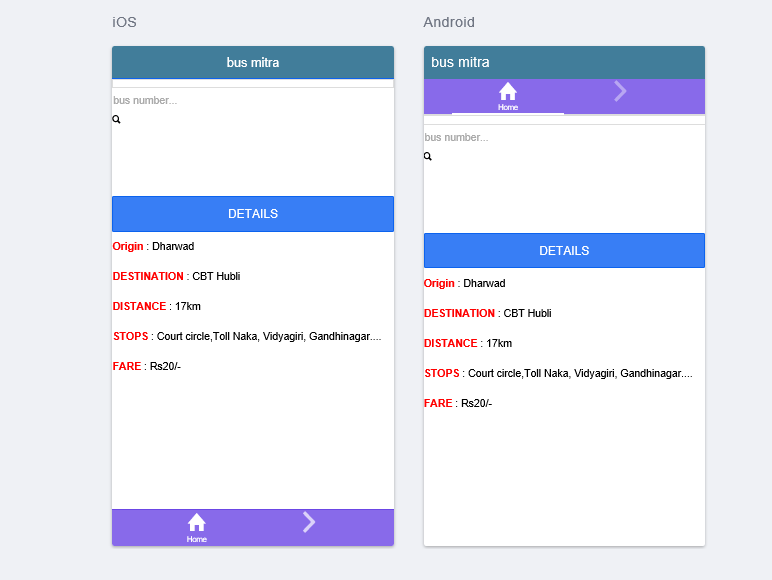 iOS
bus mitra
bus number...
DETAILS
Origin : Dharwad
DESTINATION : CBT Hubli
DISTANCE : 17km
STOPS : Court circle,Toll Naka, Vidyagiri, Gandhinagar....
FARE : Rs20/-
Home
Android
bus mitra
Home
bus number...
DETAILS
Origin : Dharwad
DESTINATION : CBT Hubli
DISTANCE : 17km
STOPS : Court circle,Toll Naka, Vidyagiri, Gandhinagar....
FARE : Rs20/-